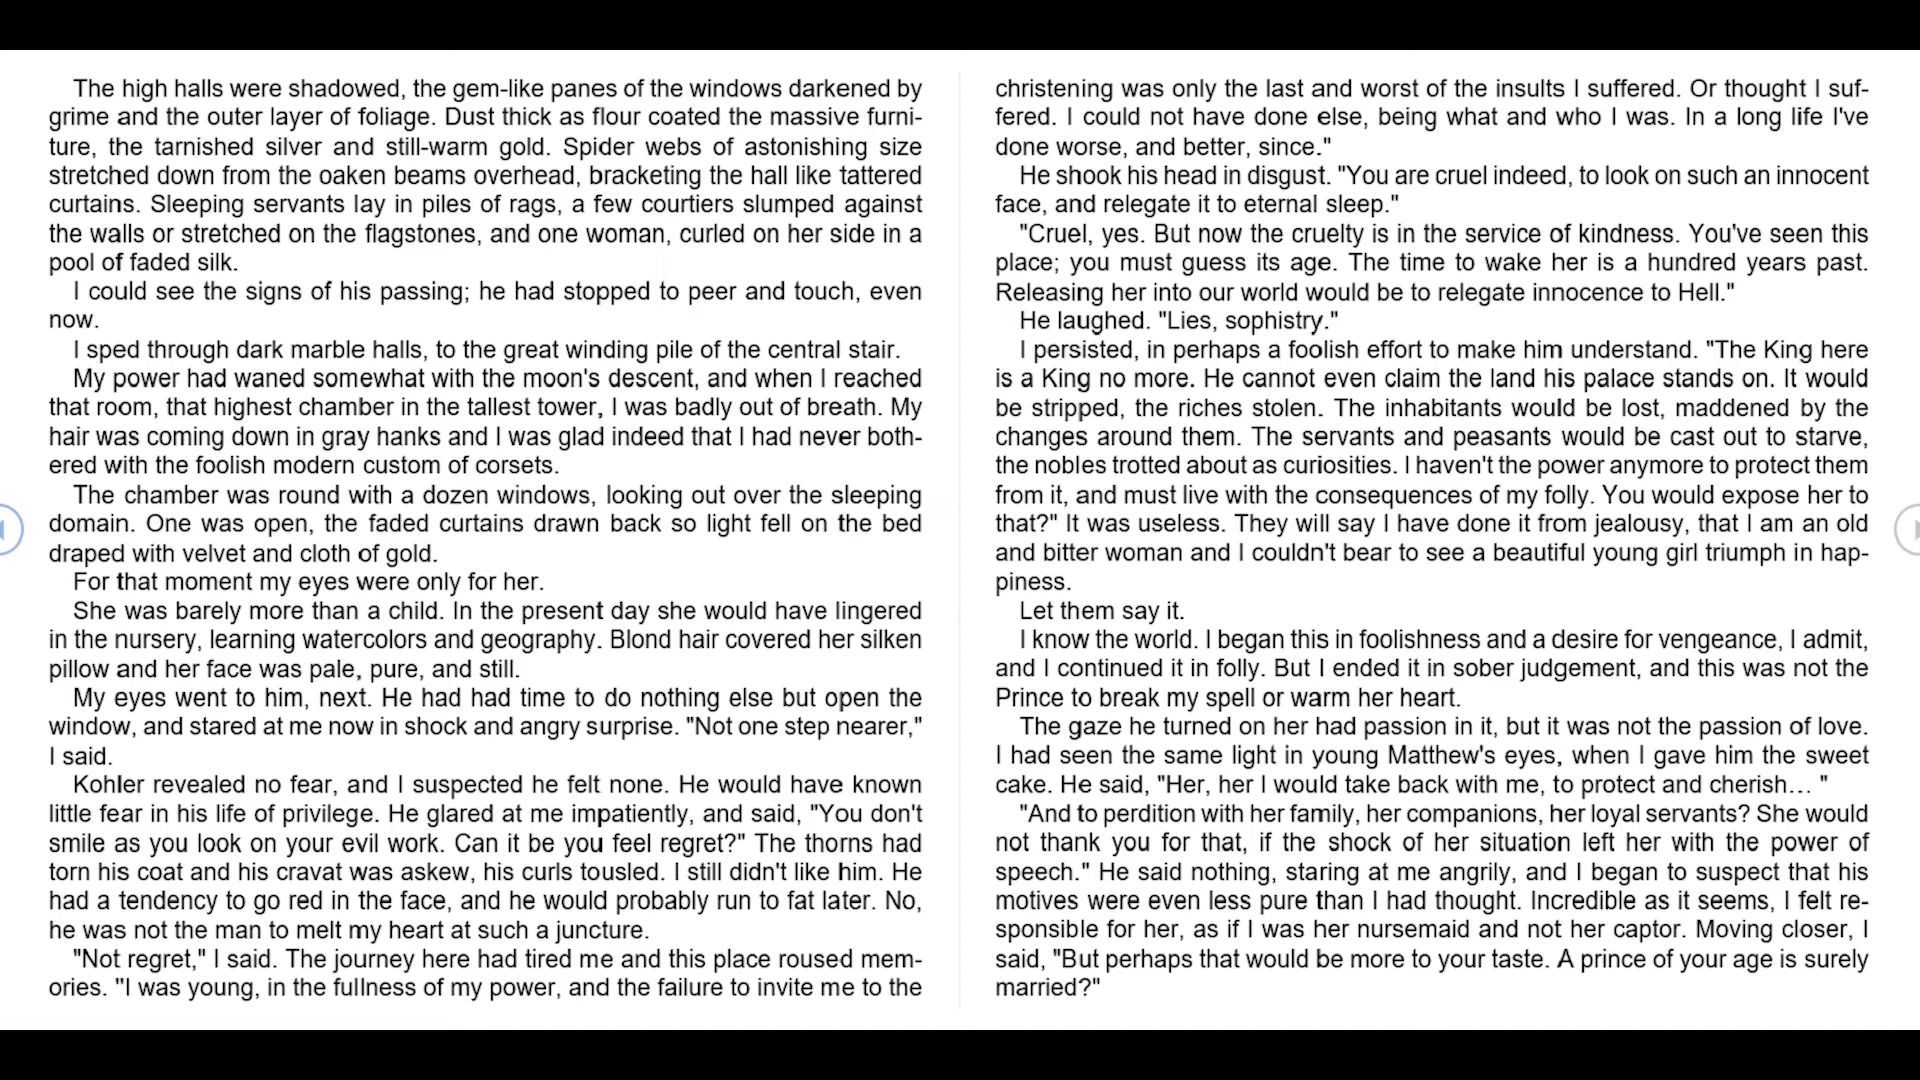 The high halls were shadowed, the gem-like panes of the windows darkened by
grime and the outer layer of foliage. Dust thick as flour coated the massive furni-
ture, the tarnished silver and still-warm gold. Spider webs of astonishing size
stretched down from the oaken beams overhead, bracketing the hall like tattered
curtains. Sleeping servants lay in piles of rags, a few courtiers slumped against
the walls or stretched on the flagstones, and one woman, curled on her side in a
pool of faded silk.
I could see the signs of his passing; he had stopped to peer and touch, even
now.
I sped through dark marble halls, to the great winding pile of the central stair.
My power had waned somewhat with the moon's descent, and when I reached
that room, that highest chamber in the tallest tower, I was badly out of breath. My
hair was coming down in gray hanks and I was glad indeed that I had never both-
ered with the foolish modern custom of corsets.
The chamber was round with a dozen windows, looking out over the sleeping
domain. One was open, the faded curtains drawn back so light fell on the bed
draped with velvet and cloth of gold.
For that moment my eyes were only for her.
She was barely more than a child. In the present day she would have lingered
in the nursery, learning watercolors and geography. Blond hair covered her silken
pillow and her face was pale, pure, and still.
My eyes went to him, next. He had had time to do nothing else but open the
window, and stared at me now in shock and angry surprise. "Not one step nearer,"
I said.
Kohler revealed no fear, and I suspected he felt none. He would have known
little fear in his life of privilege. He glared at me impatiently, and said, "You don't
smile as you look on your evil work. Can it be you feel regret?" The thorns had
torn his coat and his cravat was askew, his curls tousled. I still didn't like him. He
had a tendency to go red in the face, and he would probably run to fat later. No,
he was not the man to melt my heart at such a juncture.
"Not regret," I said. The journey here had tired me and this place roused mem-
ories. "I was young, in the fullness of my power, and the failure to invite me to the
christening was only the last and worst of the insults I suffered. Or thought I suf-
fered. I could not have done else, being what and who I was. In a long life I've
done worse, and better, since."
He shook his head in disgust. "You are cruel indeed, to look on such an innocent
face, and relegate it to eternal sleep."
"Cruel, yes. But now the cruelty is in the service of kindness. You've seen this
place; you must guess its age. The time to wake her is a hundred years past.
Releasing her into our world would be to relegate innocence to Hell."
He laughed. "Lies, sophistry."
I persisted, in perhaps a foolish effort to make him understand. "The King here
is a King no more. He cannot even claim the land his palace stands on. It would
be stripped, the riches stolen. The inhabitants would be lost, maddened by the
changes around them. The servants and peasants would be cast out to starve,
the nobles trotted about as curiosities. I haven't the power anymore to protect them
from it, and must live with the consequences of my folly. You would expose her to
that?" It was useless. They will say I have done it from jealousy, that I am an old
and bitter woman and I couldn't bear to see a beautiful young girl triumph in hap-
piness.
Let them say it.
I know the world. I began this in foolishness and a desire for vengeance, I admit,
and I continued it in folly. But I ended it in sober judgement, and this was not the
Prince to break my spell or warm her heart.
The gaze he turned on her had passion in it, but it was not the passion of love.
I had seen the same light in young Matthew's eyes, when I gave him the sweet
cake. He said, "Her, her I would take back with me, to protect and cherish… "
"And to perdition with her family, her companions, her loyal servants? She would
not thank you for that, if the shock of her situation left her with the power of
speech." He said nothing, staring at me angrily, and I began to suspect that his
motives were even less pure than I had thought. Incredible as it seems, I felt re-
sponsible for her, as if I was her nursemaid and not her captor. Moving closer, I
said, "But perhaps that would be more to your taste. A prince of your age is surely
married?"